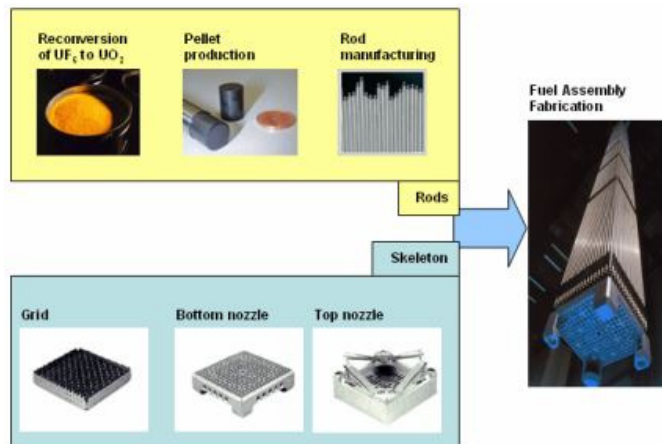 Reconversion
of UF₆ to UO₂
Pellet
production
Rod
manufacturing
Rods
Fuel Assembly
Fabrication
Skeleton
Grid
Bottom nozzle
Top nozzle